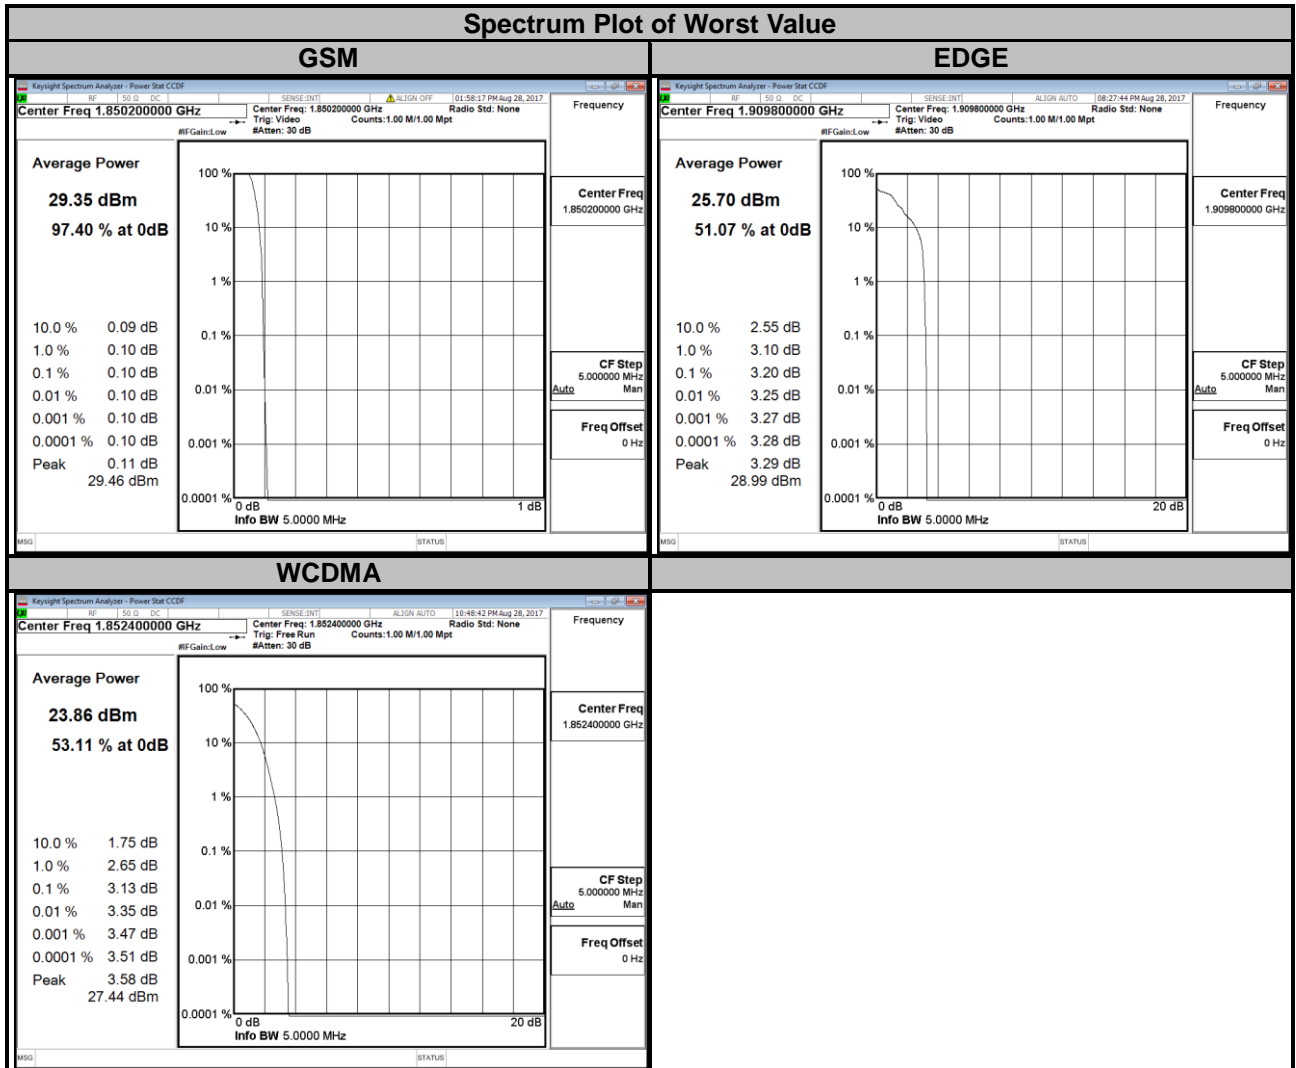 Spectrum Plot of Worst Value
GSM
Keysight Spectrum Analyzer - Power Stat CCDF
RF 50 Ω DC SENSE:INT ALIGN OFF 01:58:17 PM Aug 28, 2017
Center Freq 1.850200000 GHz
Center Freq: 1.850200000 GHz Radio Std: None
Trig: Video Counts:1.00 M/1.00 Mpt
#IFGain:Low #Atten: 30 dB
Frequency
Average Power
29.35 dBm
97.40 % at 0dB
10.0 % 0.09 dB
1.0 % 0.10 dB
0.1 % 0.10 dB
0.01 % 0.10 dB
0.001 % 0.10 dB
0.0001 % 0.10 dB
Peak 0.11 dB
29.46 dBm
100 %
10 %
1 %
0.1 %
0.01 %
0.001 %
0.0001 %
0 dB 1 dB
Info BW 5.0000 MHz
Center Freq
1.850200000 GHz
CF Step
5.000000 MHz
Auto Man
Freq Offset
0 Hz
MSG STATUS
EDGE
Keysight Spectrum Analyzer - Power Stat CCDF
RF 50 Ω DC SENSE:INT ALIGN AUTO 08:27:44 PM Aug 28, 2017
Center Freq 1.909800000 GHz
Center Freq: 1.909800000 GHz Radio Std: None
Trig: Video Counts:1.00 M/1.00 Mpt
#IFGain:Low #Atten: 30 dB
Frequency
Average Power
25.70 dBm
51.07 % at 0dB
10.0 % 2.55 dB
1.0 % 3.10 dB
0.1 % 3.20 dB
0.01 % 3.25 dB
0.001 % 3.27 dB
0.0001 % 3.28 dB
Peak 3.29 dB
28.99 dBm
100 %
10 %
1 %
0.1 %
0.01 %
0.001 %
0.0001 %
0 dB 20 dB
Info BW 5.0000 MHz
Center Freq
1.909800000 GHz
CF Step
5.000000 MHz
Auto Man
Freq Offset
0 Hz
MSG STATUS
WCDMA
Keysight Spectrum Analyzer - Power Stat CCDF
RF 50 Ω DC SENSE:INT ALIGN AUTO 10:48:42 PM Aug 28, 2017
Center Freq 1.852400000 GHz
Center Freq: 1.852400000 GHz Radio Std: None
Trig: Free Run Counts:1.00 M/1.00 Mpt
#IFGain:Low #Atten: 30 dB
Frequency
Average Power
23.86 dBm
53.11 % at 0dB
10.0 % 1.75 dB
1.0 % 2.65 dB
0.1 % 3.13 dB
0.01 % 3.35 dB
0.001 % 3.47 dB
0.0001 % 3.51 dB
Peak 3.58 dB
27.44 dBm
100 %
10 %
1 %
0.1 %
0.01 %
0.001 %
0.0001 %
0 dB 20 dB
Info BW 5.0000 MHz
Center Freq
1.852400000 GHz
CF Step
5.000000 MHz
Auto Man
Freq Offset
0 Hz
MSG STATUS